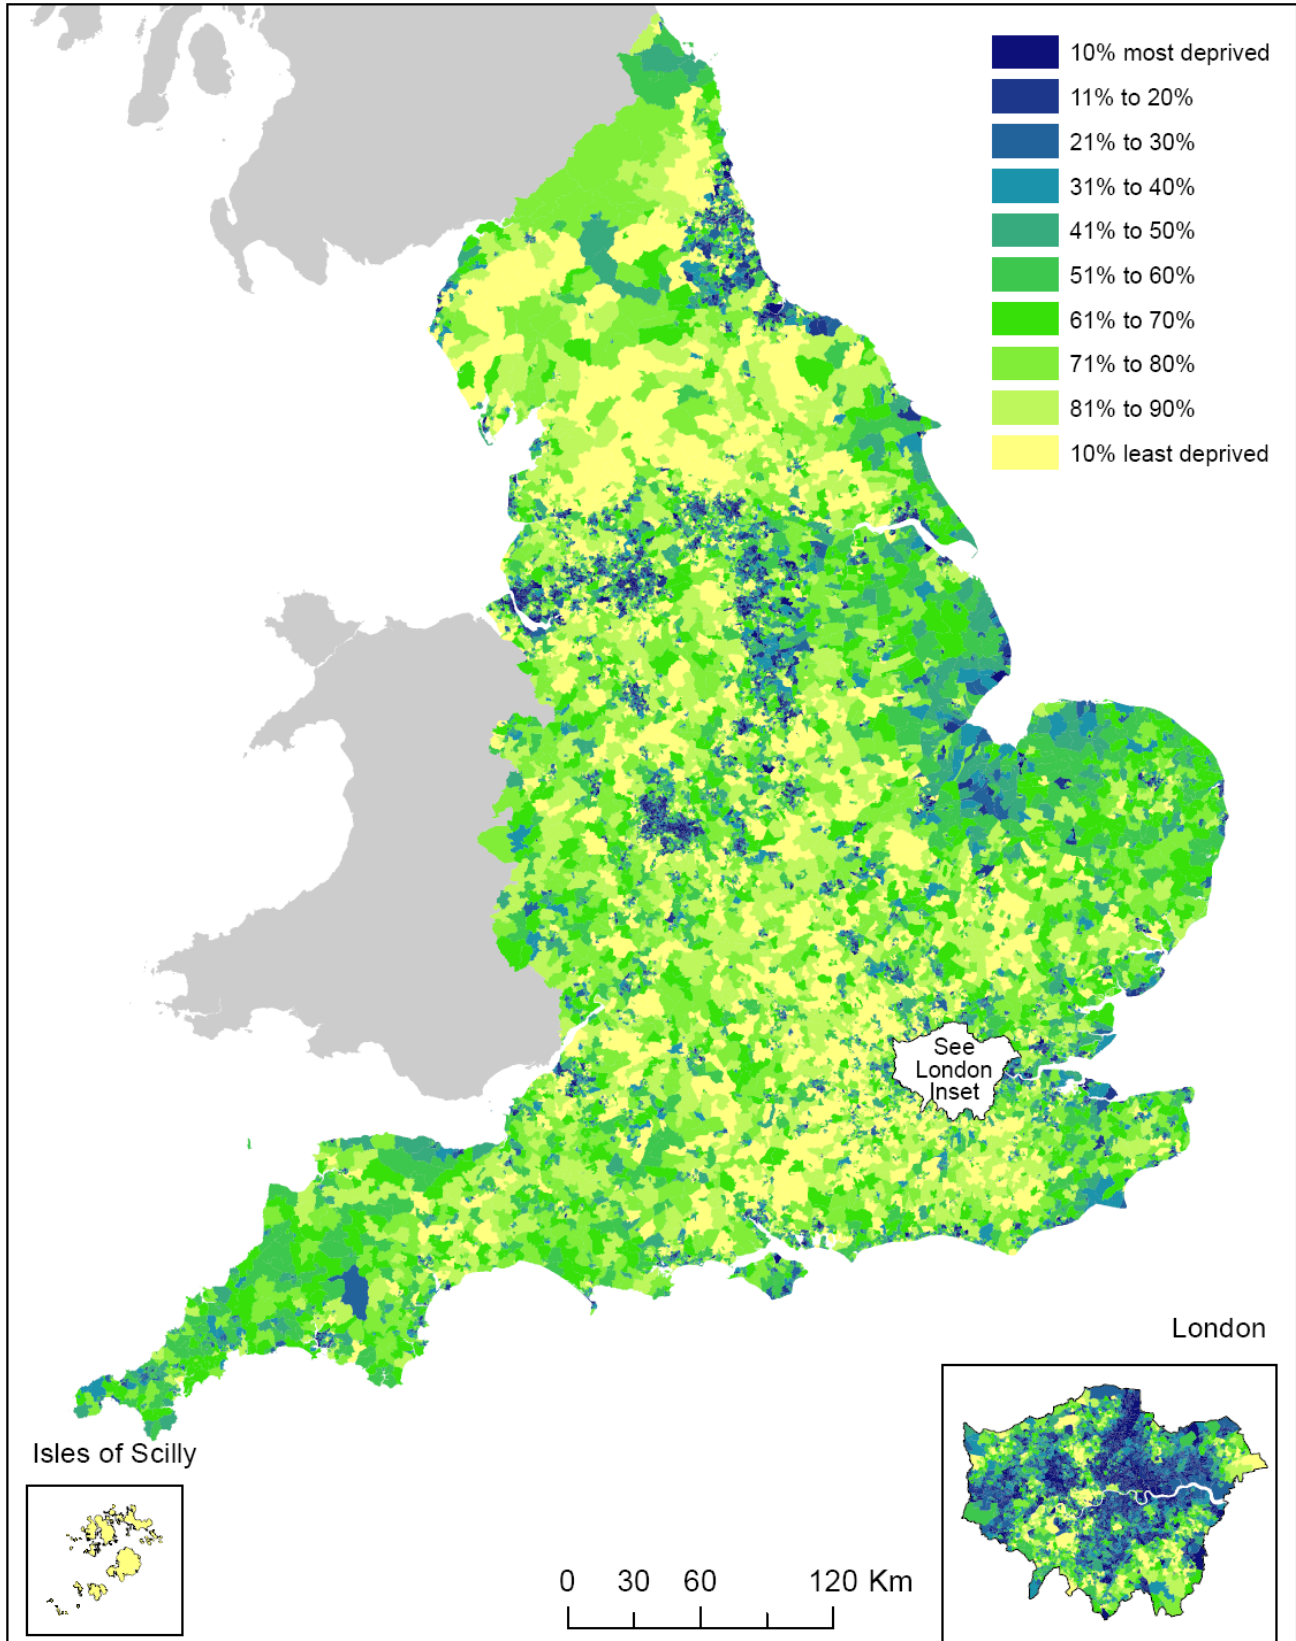 10% most deprived
11% to 20%
21% to 30%
31% to 40%
41% to 50%
51% to 60%
61% to 70%
71% to 80%
81% to 90%
10% least deprived
See
London
Inset
London
Isles of Scilly
0 30 60 120 Km